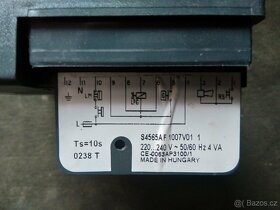 N
L
Ts=10s
0238 T
S4565AF1007V01 1
220...240 V ~ 50/60 Hz 4 VA
CE-0063AP3100/1
MADE IN HUNGARY
bazos.cz